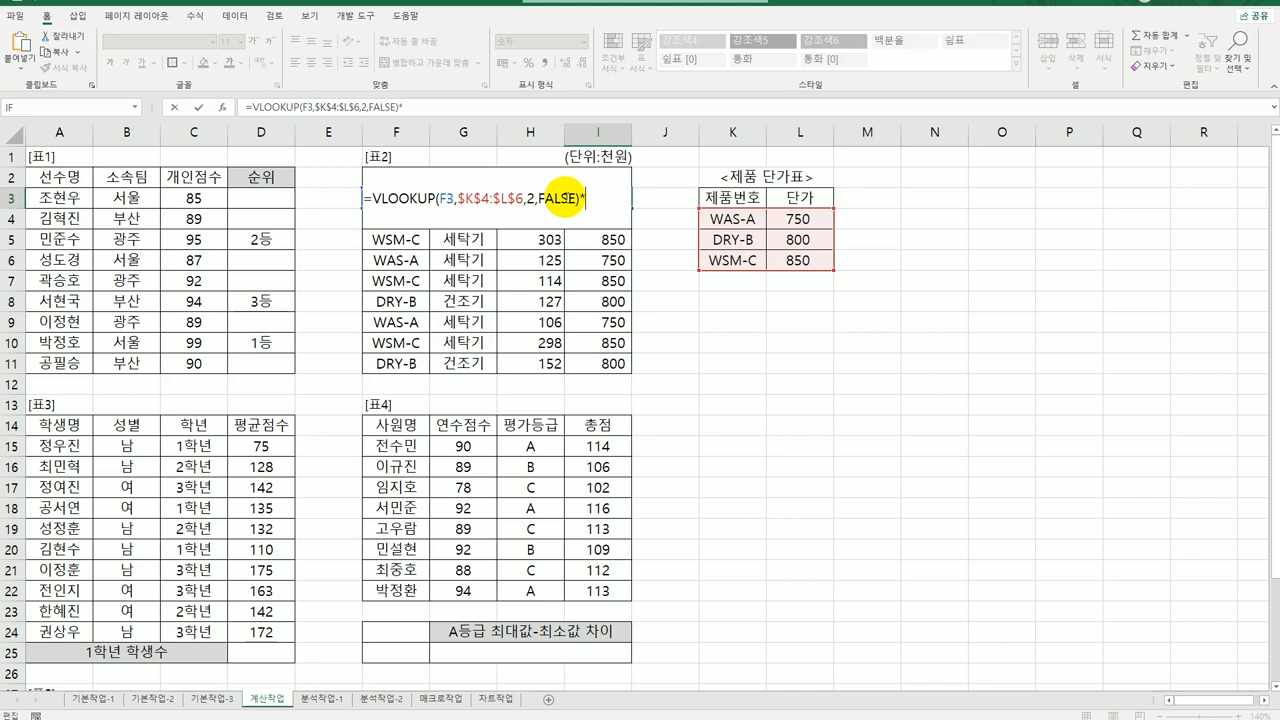 파일 홈 삽입 페이지 레이아웃 수식 데이터 검토 보기 개발 도구 도움말 공유
붙여넣기 잘라내기 복사 서식 복사
11 가
자동 줄 바꿈 병합하고 가운데 맞춤
숫자
조건부 서식 표 서식
강조색4 강조색5 강조색6 백분율 쉼표
쉼표 [0] 통화 통화 [0]
삽입 삭제 서식
자동 합계 채우기 지우기 정렬 및 필터 찾기 및 선택
클립보드 글꼴 맞춤 표시 형식 스타일 셀 편집
IF =VLOOKUP(F3,$K$4:$L$6,2,FALSE)*
A B C D E F G H I J K L M N O P Q R
1 [표1] [표2] (단위:천원)
2 선수명 소속팀 개인점수 순위 <제품 단가표>
3 조현우 서울 85 =VLOOKUP(F3,$K$4:$L$6,2,FALSE)* 제품번호 단가
4 김혁진 부산 89 WAS-A 750
5 민준수 광주 95 2등 WSM-C 세탁기 303 850 DRY-B 800
6 성도경 서울 87 WAS-A 세탁기 125 750 WSM-C 850
7 곽승호 광주 92 WSM-C 세탁기 114 850
8 서현국 부산 94 3등 DRY-B 건조기 127 800
9 이정현 광주 89 WAS-A 세탁기 106 750
10 박정호 서울 99 1등 WSM-C 세탁기 298 850
11 공필승 부산 90 DRY-B 건조기 152 800
12
13 [표3] [표4]
14 학생명 성별 학년 평균점수 사원명 연수점수 평가등급 총점
15 정우진 남 1학년 75 전수민 90 A 114
16 최민혁 남 2학년 128 이규진 89 B 106
17 정여진 여 3학년 142 임지호 78 C 102
18 공서연 여 1학년 135 서민준 92 A 116
19 성정훈 남 2학년 132 고우람 89 C 113
20 김현수 남 1학년 110 민설현 92 B 109
21 이정훈 남 3학년 175 최중호 88 C 112
22 전인지 여 3학년 163 박정환 94 A 113
23 한혜진 여 2학년 142
24 권상우 남 3학년 172 A등급 최대값-최소값 차이
25 1학년 학생수
26
기본작업-1 기본작업-2 기본작업-3 계산작업 분석작업-1 분석작업-2 매크로작업 차트작업
편집 140%